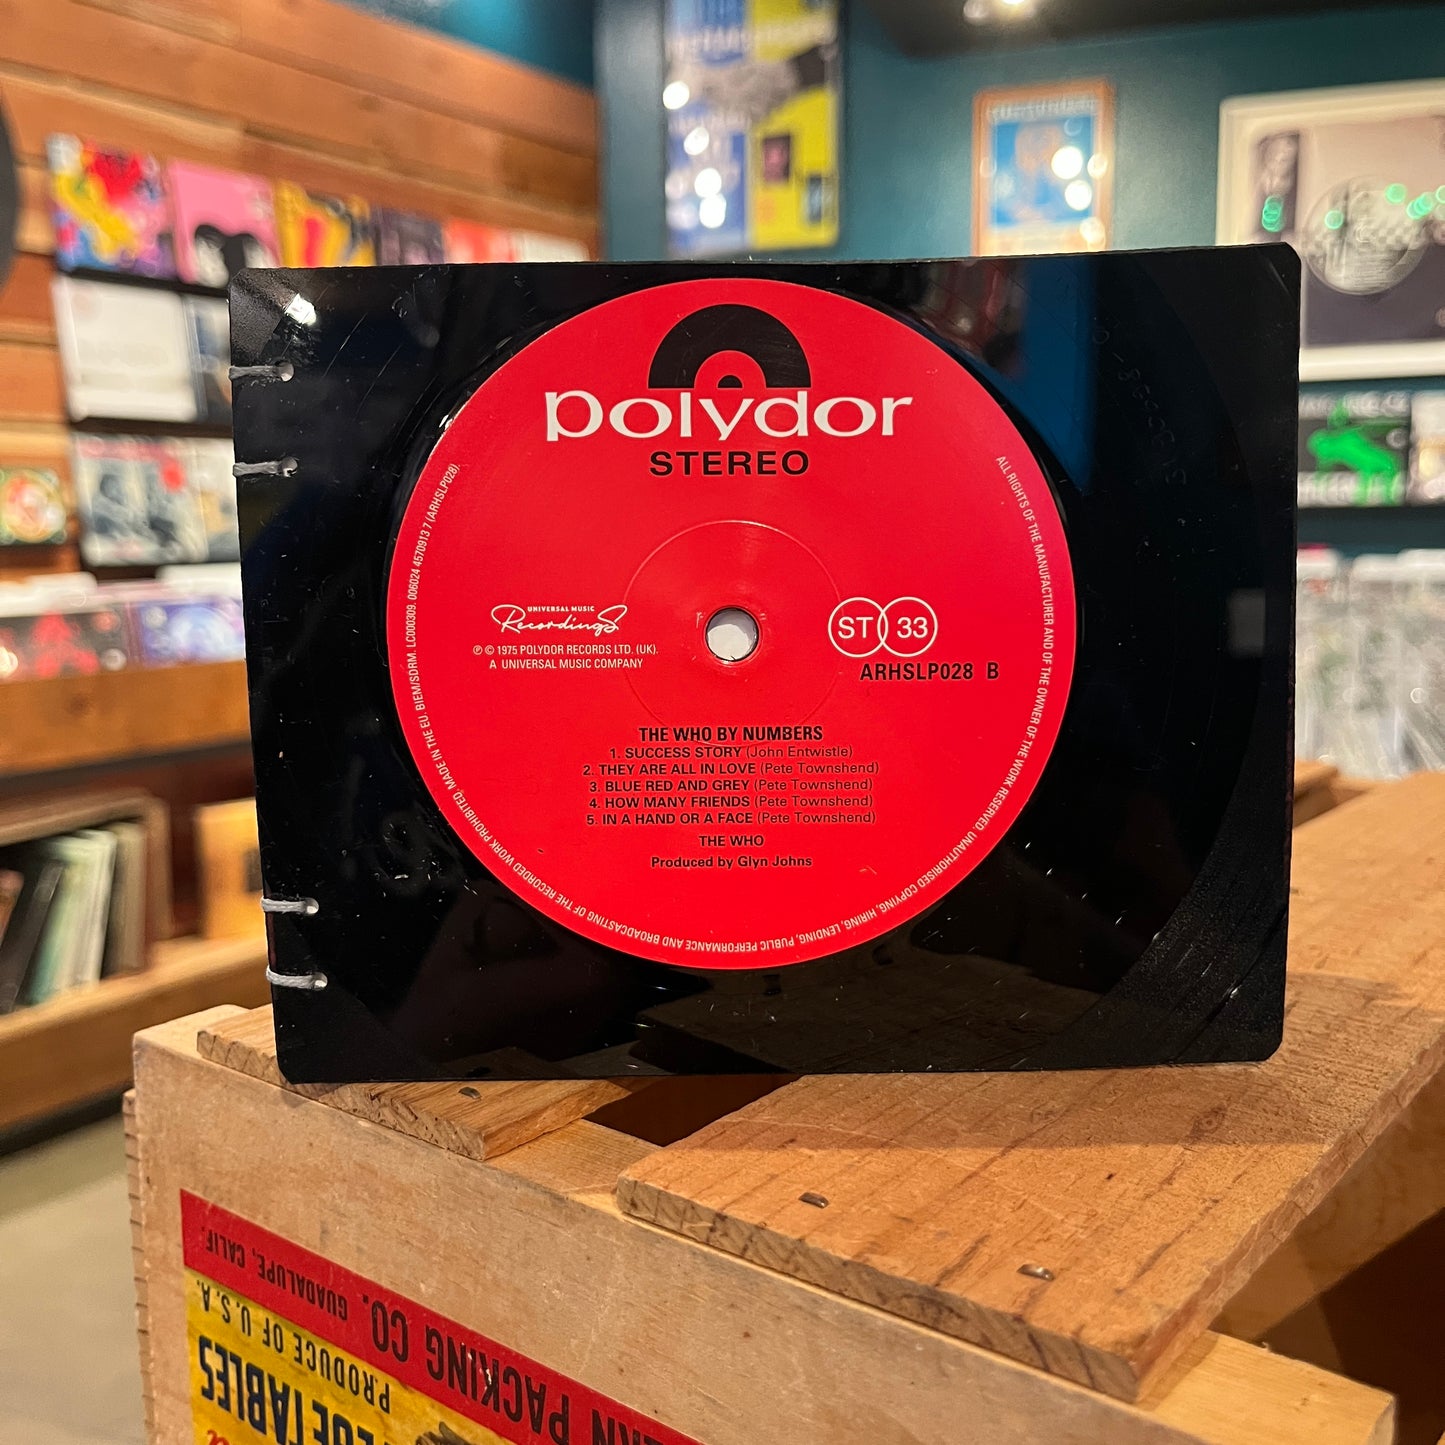 polydor
STEREO
UNIVERSAL MUSIC
Recordings
℗ © 1975 POLYDOR RECORDS LTD. (UK).
A UNIVERSAL MUSIC COMPANY
ST 33
ARHSLP028 B
THE WHO BY NUMBERS
1. SUCCESS STORY (John Entwistle)
2. THEY ARE ALL IN LOVE (Pete Townshend)
3. BLUE RED AND GREY (Pete Townshend)
4. HOW MANY FRIENDS (Pete Townshend)
5. IN A HAND OR A FACE (Pete Townshend)
THE WHO
Produced by Glyn Johns
ALL RIGHTS OF THE MANUFACTURER AND OF THE OWNER OF THE WORK RESERVED. UNAUTHORISED COPYING, HIRING, LENDING, PUBLIC PERFORMANCE AND BROADCASTING OF THE RECORDED WORK PROHIBITED. MADE IN THE EU. BIEM/SDRM. LC000309. 006024 4570913 7 (ARHSLP028).
PACKING CO. GUADALUPE, CALIF.
PRODUCE OF U.S.A.
VEGETABLES